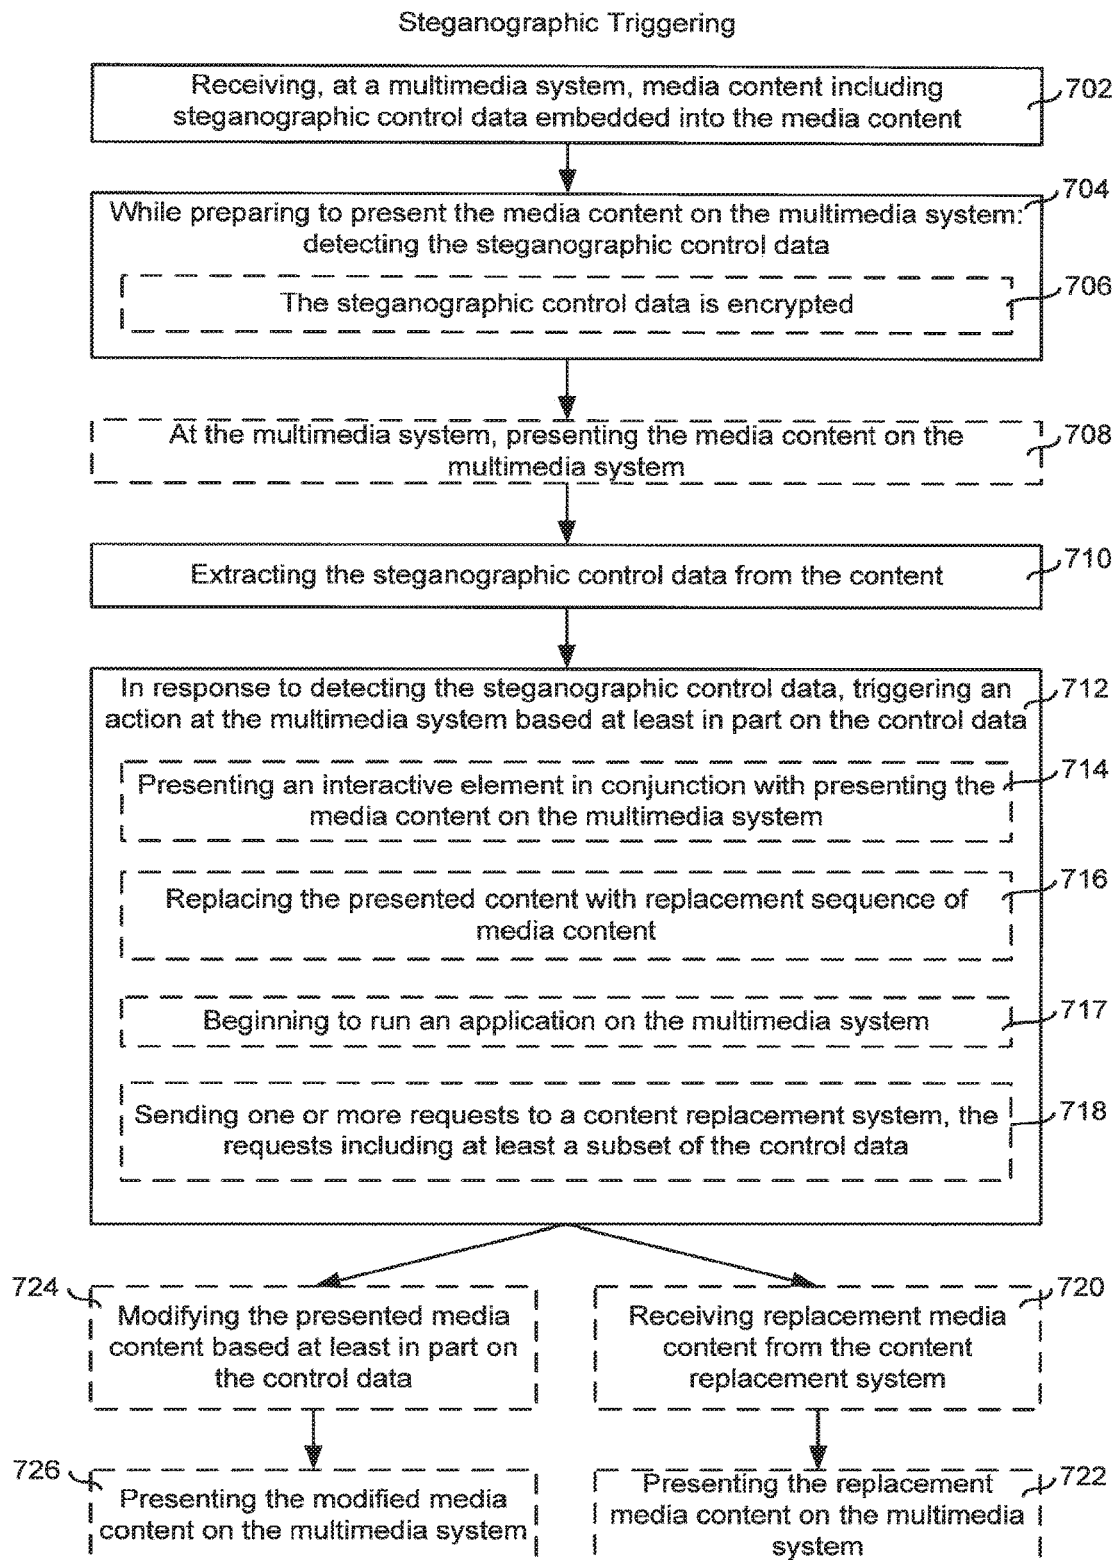 Steganographic Triggering
Receiving, at a multimedia system, media content including
steganographic control data embedded into the media content
702
While preparing to present the media content on the multimedia system:
detecting the steganographic control data
704
The steganographic control data is encrypted
706
At the multimedia system, presenting the media content on the
multimedia system
708
Extracting the steganographic control data from the content
710
In response to detecting the steganographic control data, triggering an
action at the multimedia system based at least in part on the control data
712
Presenting an interactive element in conjunction with presenting the
media content on the multimedia system
714
Replacing the presented content with replacement sequence of
media content
716
Beginning to run an application on the multimedia system
717
Sending one or more requests to a content replacement system, the
requests including at least a subset of the control data
718
724
Modifying the presented media
content based at least in part on
the control data
720
Receiving replacement media
content from the content
replacement system
726
Presenting the modified media
content on the multimedia system
722
Presenting the replacement
media content on the multimedia
system